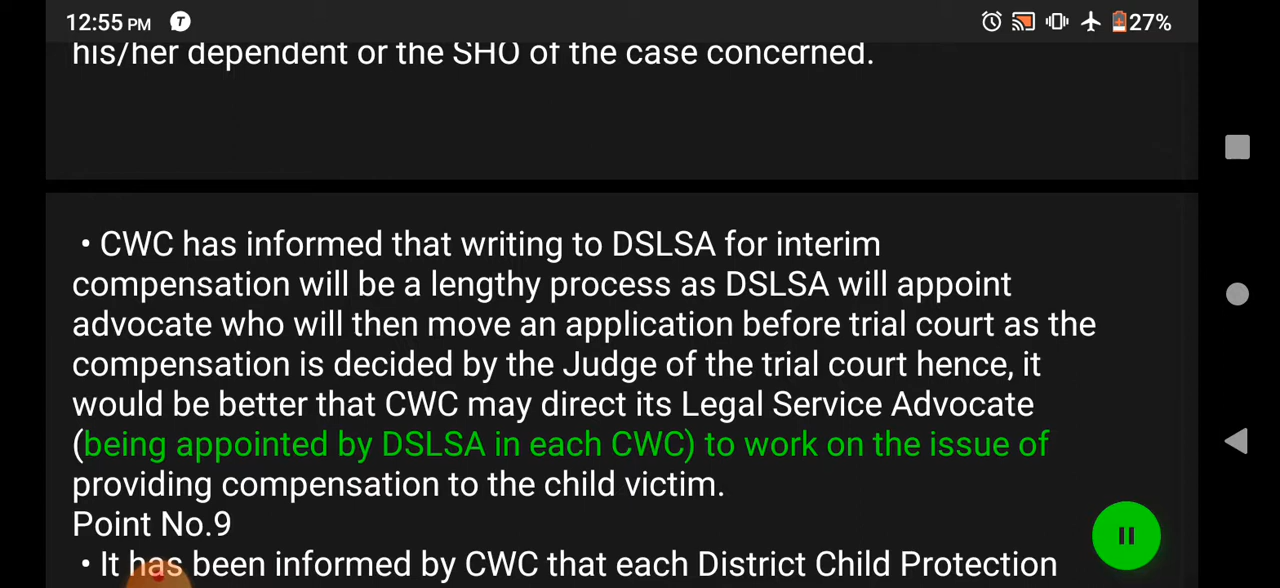 12:55 PM T 27%
his/her dependent or the SHO of the case concerned.
• CWC has informed that writing to DSLSA for interim
compensation will be a lengthy process as DSLSA will appoint
advocate who will then move an application before trial court as the
compensation is decided by the Judge of the trial court hence, it
would be better that CWC may direct its Legal Service Advocate
(being appointed by DSLSA in each CWC) to work on the issue of
providing compensation to the child victim.
Point No.9
• It has been informed by CWC that each District Child Protection